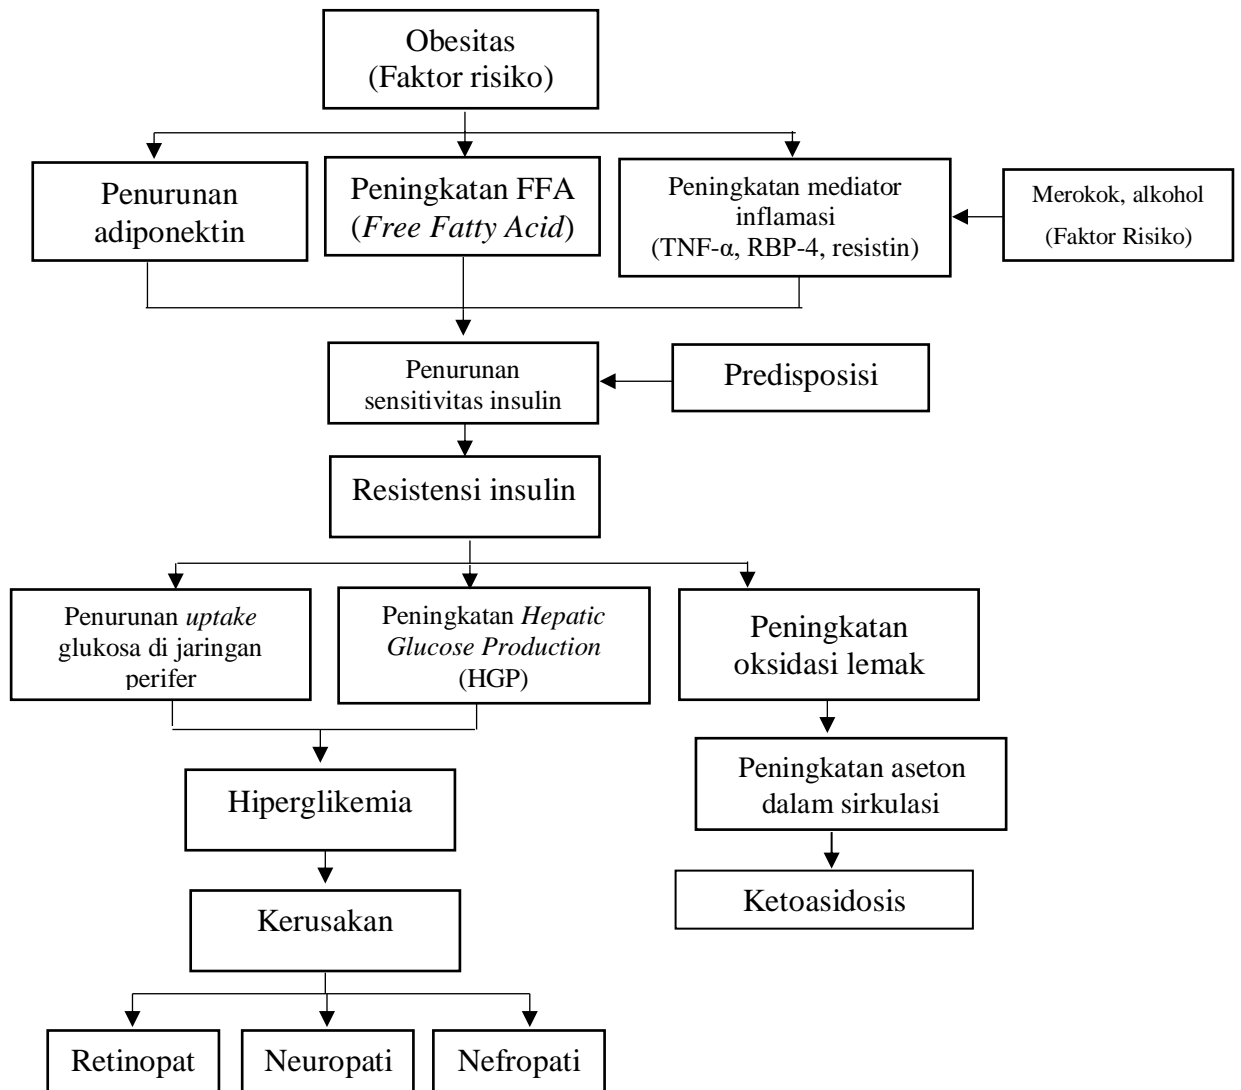 Obesitas
(Faktor risiko)
Penurunan
adiponektin
Peningkatan FFA
(Free Fatty Acid)
Peningkatan mediator
inflamasi
(TNF-α, RBP-4, resistin)
Merokok, alkohol
(Faktor Risiko)
Penurunan
sensitivitas insulin
Predisposisi
Resistensi insulin
Penurunan uptake
glukosa di jaringan
perifer
Peningkatan Hepatic
Glucose Production
(HGP)
Peningkatan
oksidasi lemak
Hiperglikemia
Peningkatan aseton
dalam sirkulasi
Kerusakan
Ketoasidosis
Retinopat
Neuropati
Nefropati